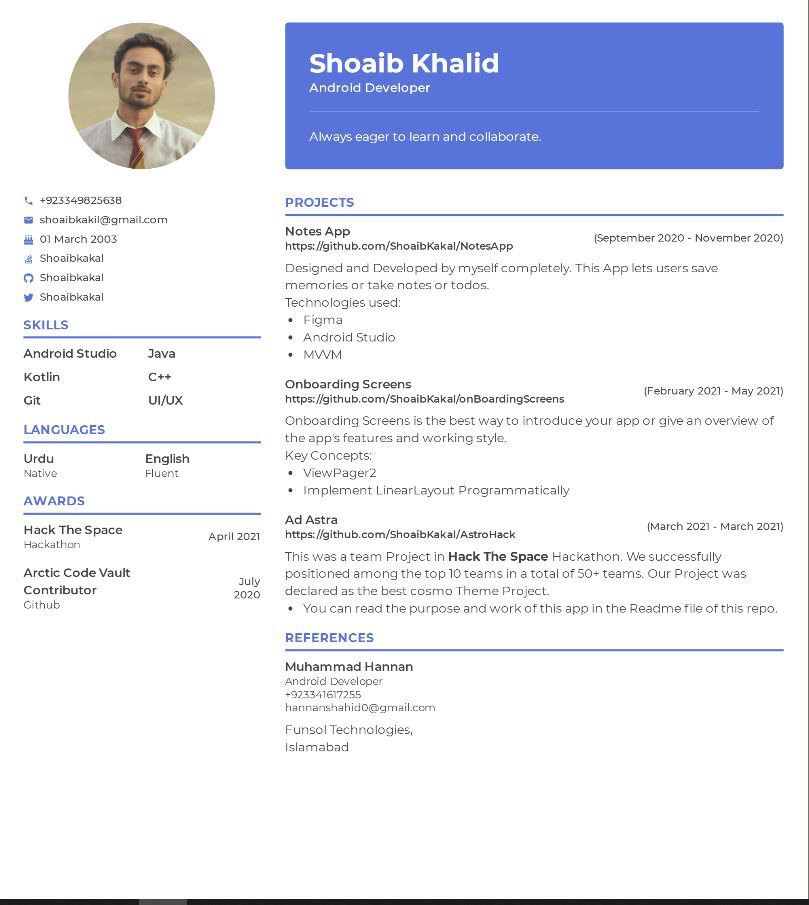 Shoaib Khalid
Android Developer
Always eager to learn and collaborate.
+923349825638
shoaibkakil@gmail.com
01 March 2003
Shoaibkakal
Shoaibkakal
Shoaibkakal
SKILLS
Android Studio Java
Kotlin C++
Git UI/UX
LANGUAGES
Urdu English
Native Fluent
AWARDS
Hack The Space
Hackathon
April 2021
Arctic Code Vault
Contributor
Github
July
2020
PROJECTS
Notes App
https://github.com/ShoaibKakal/NotesApp
(September 2020 - November 2020)
Designed and Developed by myself completely. This App lets users save
memories or take notes or todos.
Technologies used:
• Figma
• Android Studio
• MVVM
Onboarding Screens
https://github.com/ShoaibKakal/onBoardingScreens
(February 2021 - May 2021)
Onboarding Screens is the best way to introduce your app or give an overview of
the app's features and working style.
Key Concepts:
• ViewPager2
• Implement LinearLayout Programmatically
Ad Astra
https://github.com/ShoaibKakal/AstroHack
(March 2021 - March 2021)
This was a team Project in Hack The Space Hackathon. We successfully
positioned among the top 10 teams in a total of 50+ teams. Our Project was
declared as the best cosmo Theme Project.
• You can read the purpose and work of this app in the Readme file of this repo.
REFERENCES
Muhammad Hannan
Android Developer
+923341617255
hannanshahid0@gmail.com
Funsol Technologies,
Islamabad